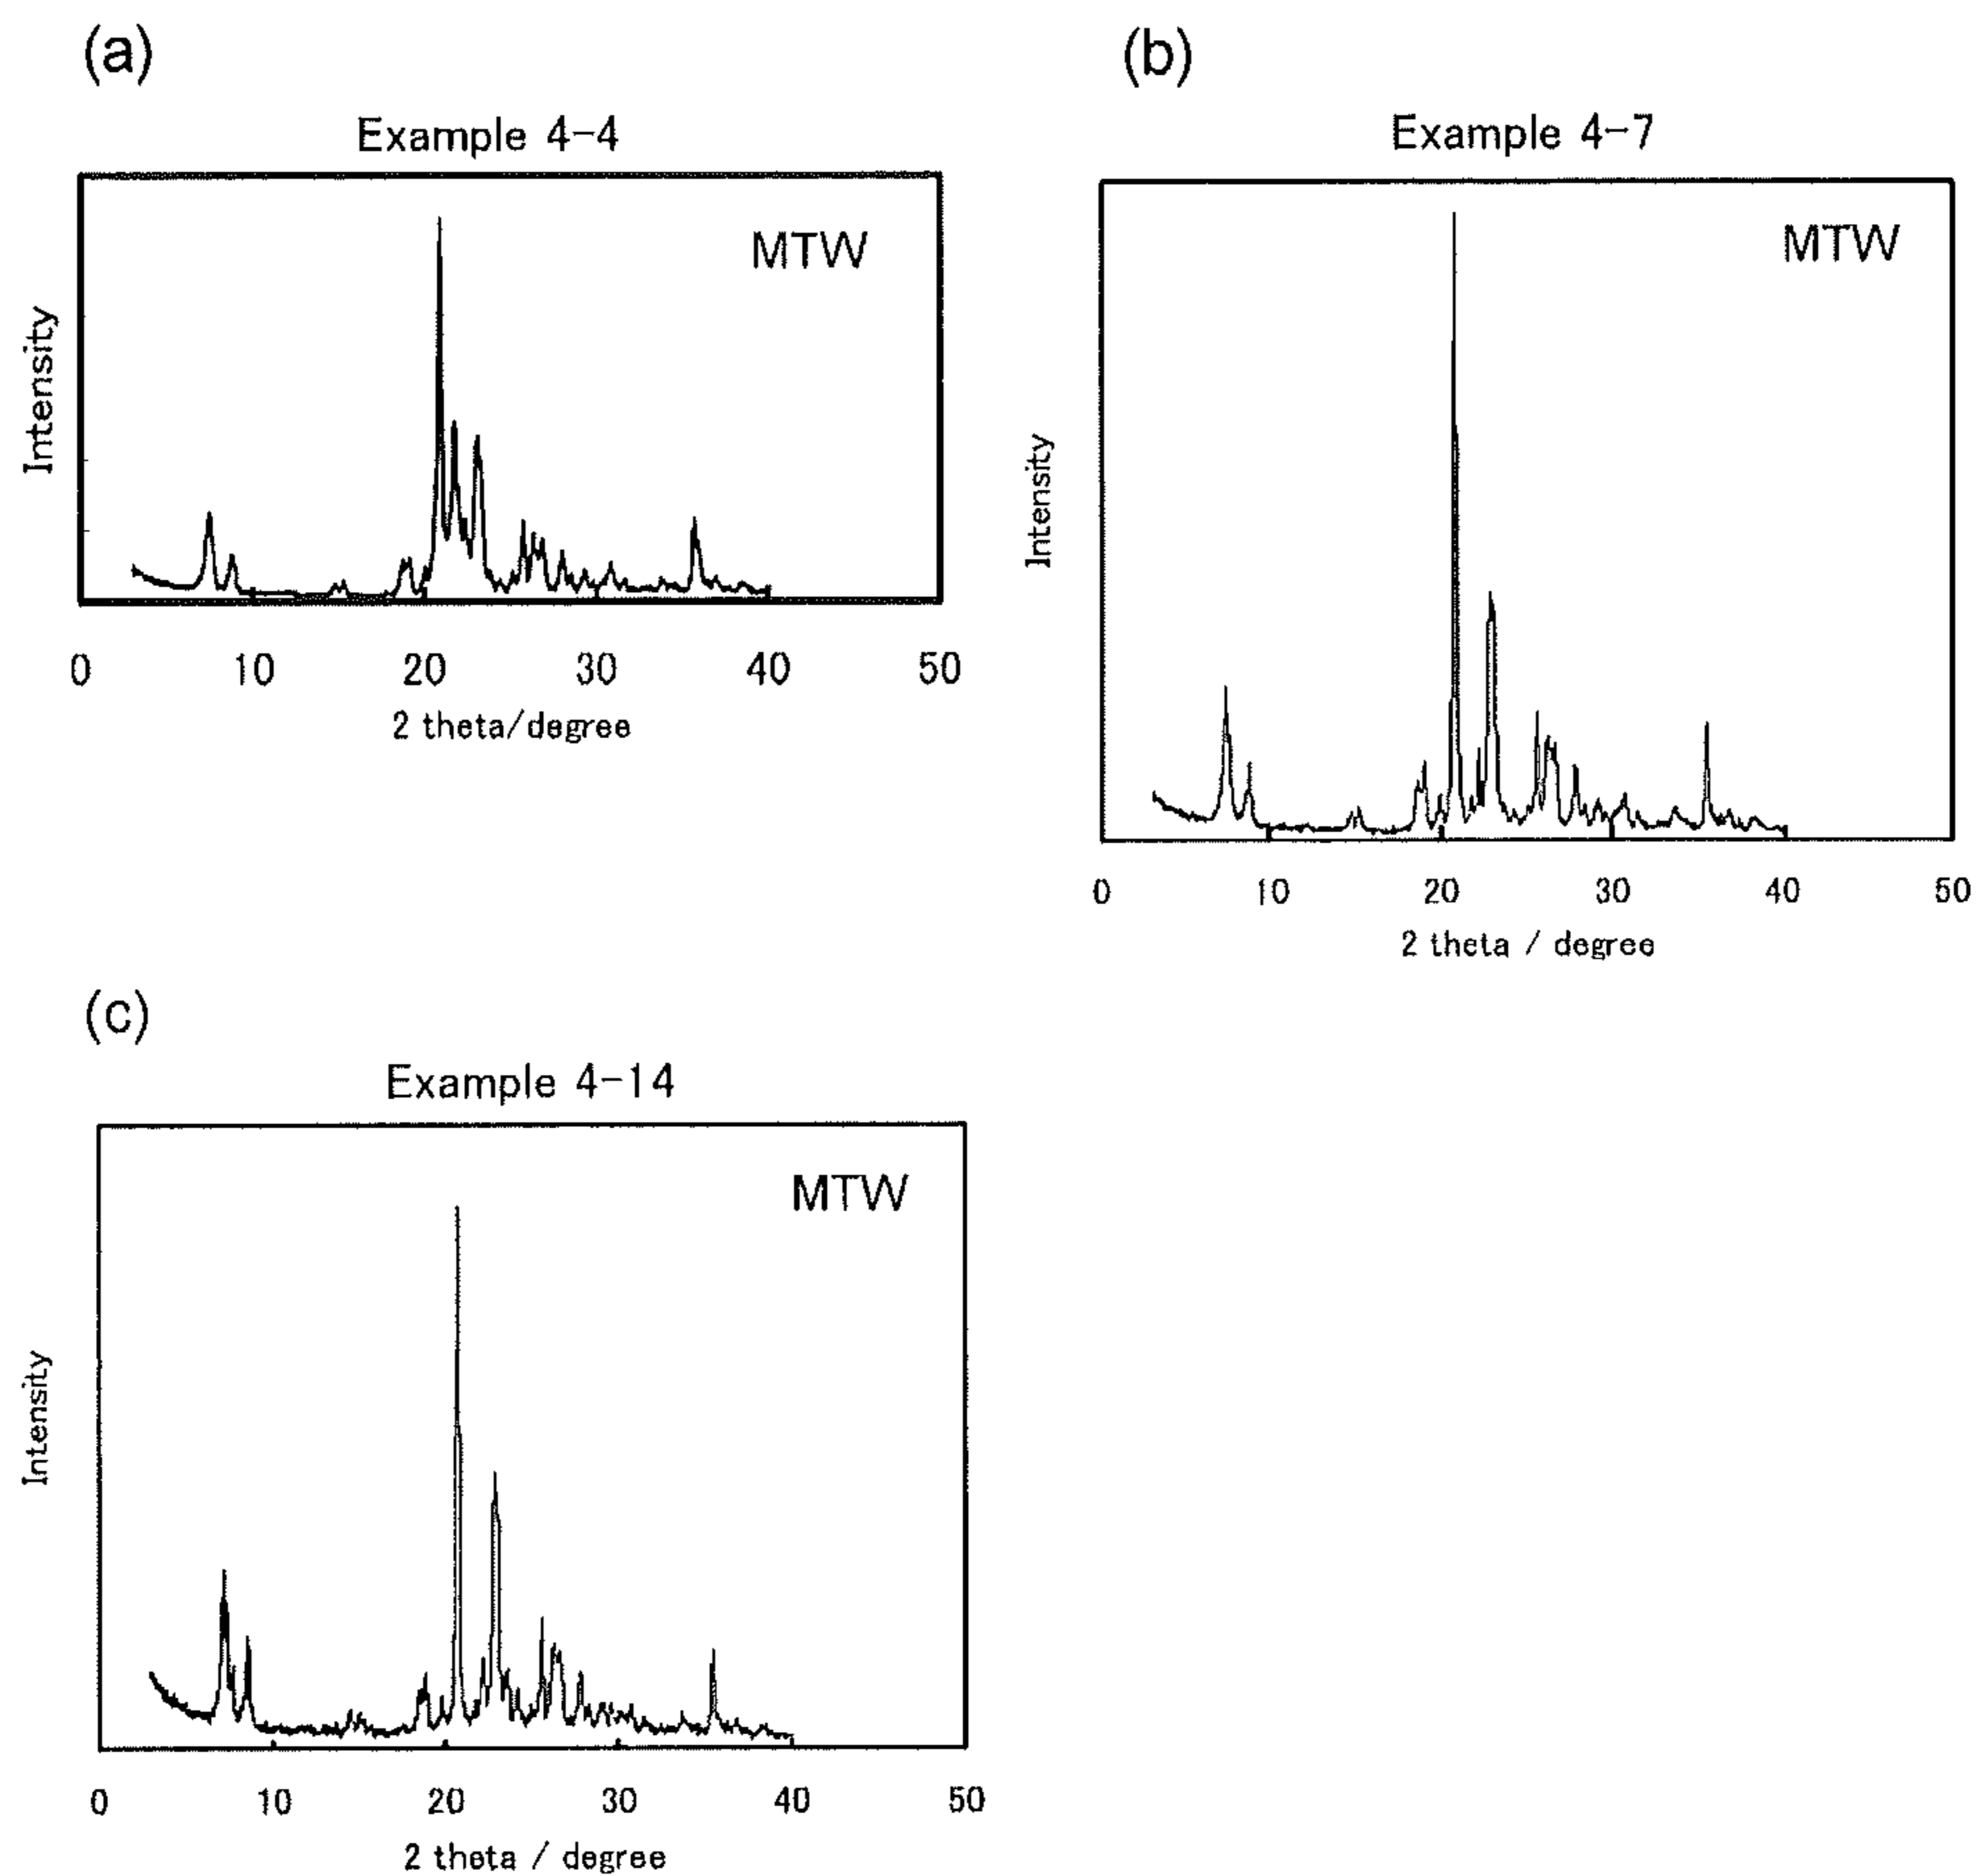 (a)
Example 4-4
MTW
Intensity
0 10 20 30 40 50
2 theta/degree
(b)
Example 4-7
MTW
Intensity
0 10 20 30 40 50
2 theta / degree
(c)
Example 4-14
MTW
Intensity
0 10 20 30 40 50
2 theta / degree